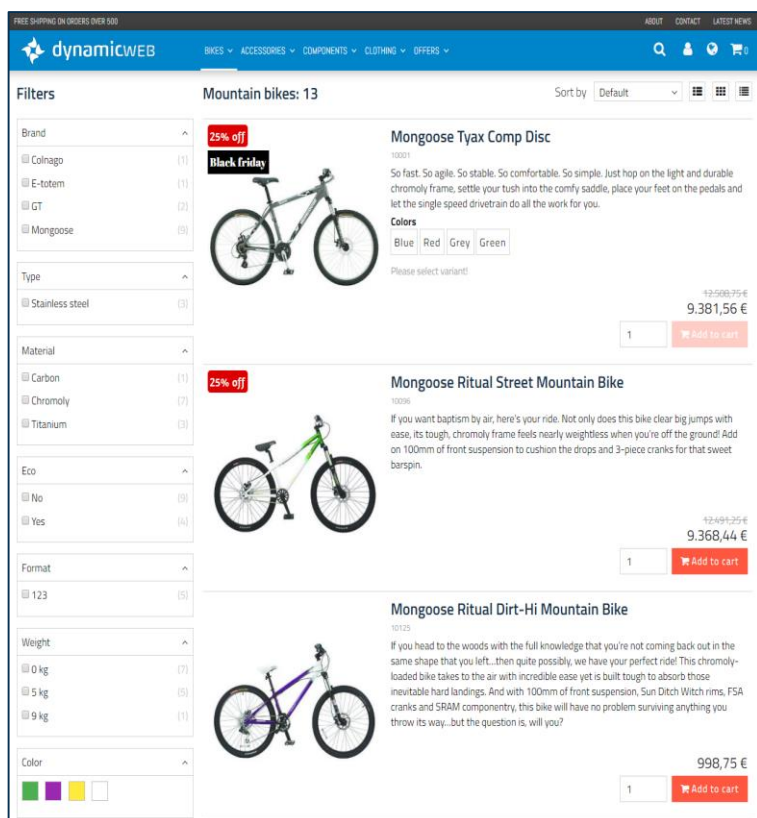 FREE SHIPPING ON ORDERS OVER 500
ABOUT CONTACT LATEST NEWS
dynamicWEB
BIKES ACCESSORIES COMPONENTS CLOTHING OFFERS
0
Filters
Mountain bikes: 13
Sort by Default
Brand
Colnago (1)
E-totem (1)
GT (2)
Mongoose (9)
Type
Stainless steel (3)
Material
Carbon (1)
Chromoly (7)
Titanium (3)
Eco
No (9)
Yes (4)
Format
123 (5)
Weight
0 kg (7)
5 kg (5)
9 kg (1)
Color
25% off
Black friday
Mongoose Tyax Comp Disc
10001
So fast. So agile. So stable. So comfortable. So simple. Just hop on the light and durable
chromoly frame, settle your tush into the comfy saddle, place your feet on the pedals and
let the single speed drivetrain do all the work for you.
Colors
Blue Red Grey Green
Please select variant!
12.508,75 €
9.381,56 €
1 Add to cart
25% off
Mongoose Ritual Street Mountain Bike
10096
If you want baptism by air, here's your ride. Not only does this bike clear big jumps with
ease, its tough, chromoly frame feels nearly weightless when you're off the ground! Add
on 100mm of front suspension to cushion the drops and 3-piece cranks for that sweet
barspin.
12.491,25 €
9.368,44 €
1 Add to cart
Mongoose Ritual Dirt-Hi Mountain Bike
10125
If you head to the woods with the full knowledge that you're not coming back out in the
same shape that you left...then quite possibly, we have your perfect ride! This chromoly-
loaded bike takes to the air with incredible ease yet is built tough to absorb those
inevitable hard landings. And with 100mm of front suspension, Sun Ditch Witch rims, FSA
cranks and SRAM componentry, this bike will have no problem surviving anything you
throw its way...but the question is, will you?
998,75 €
1 Add to cart